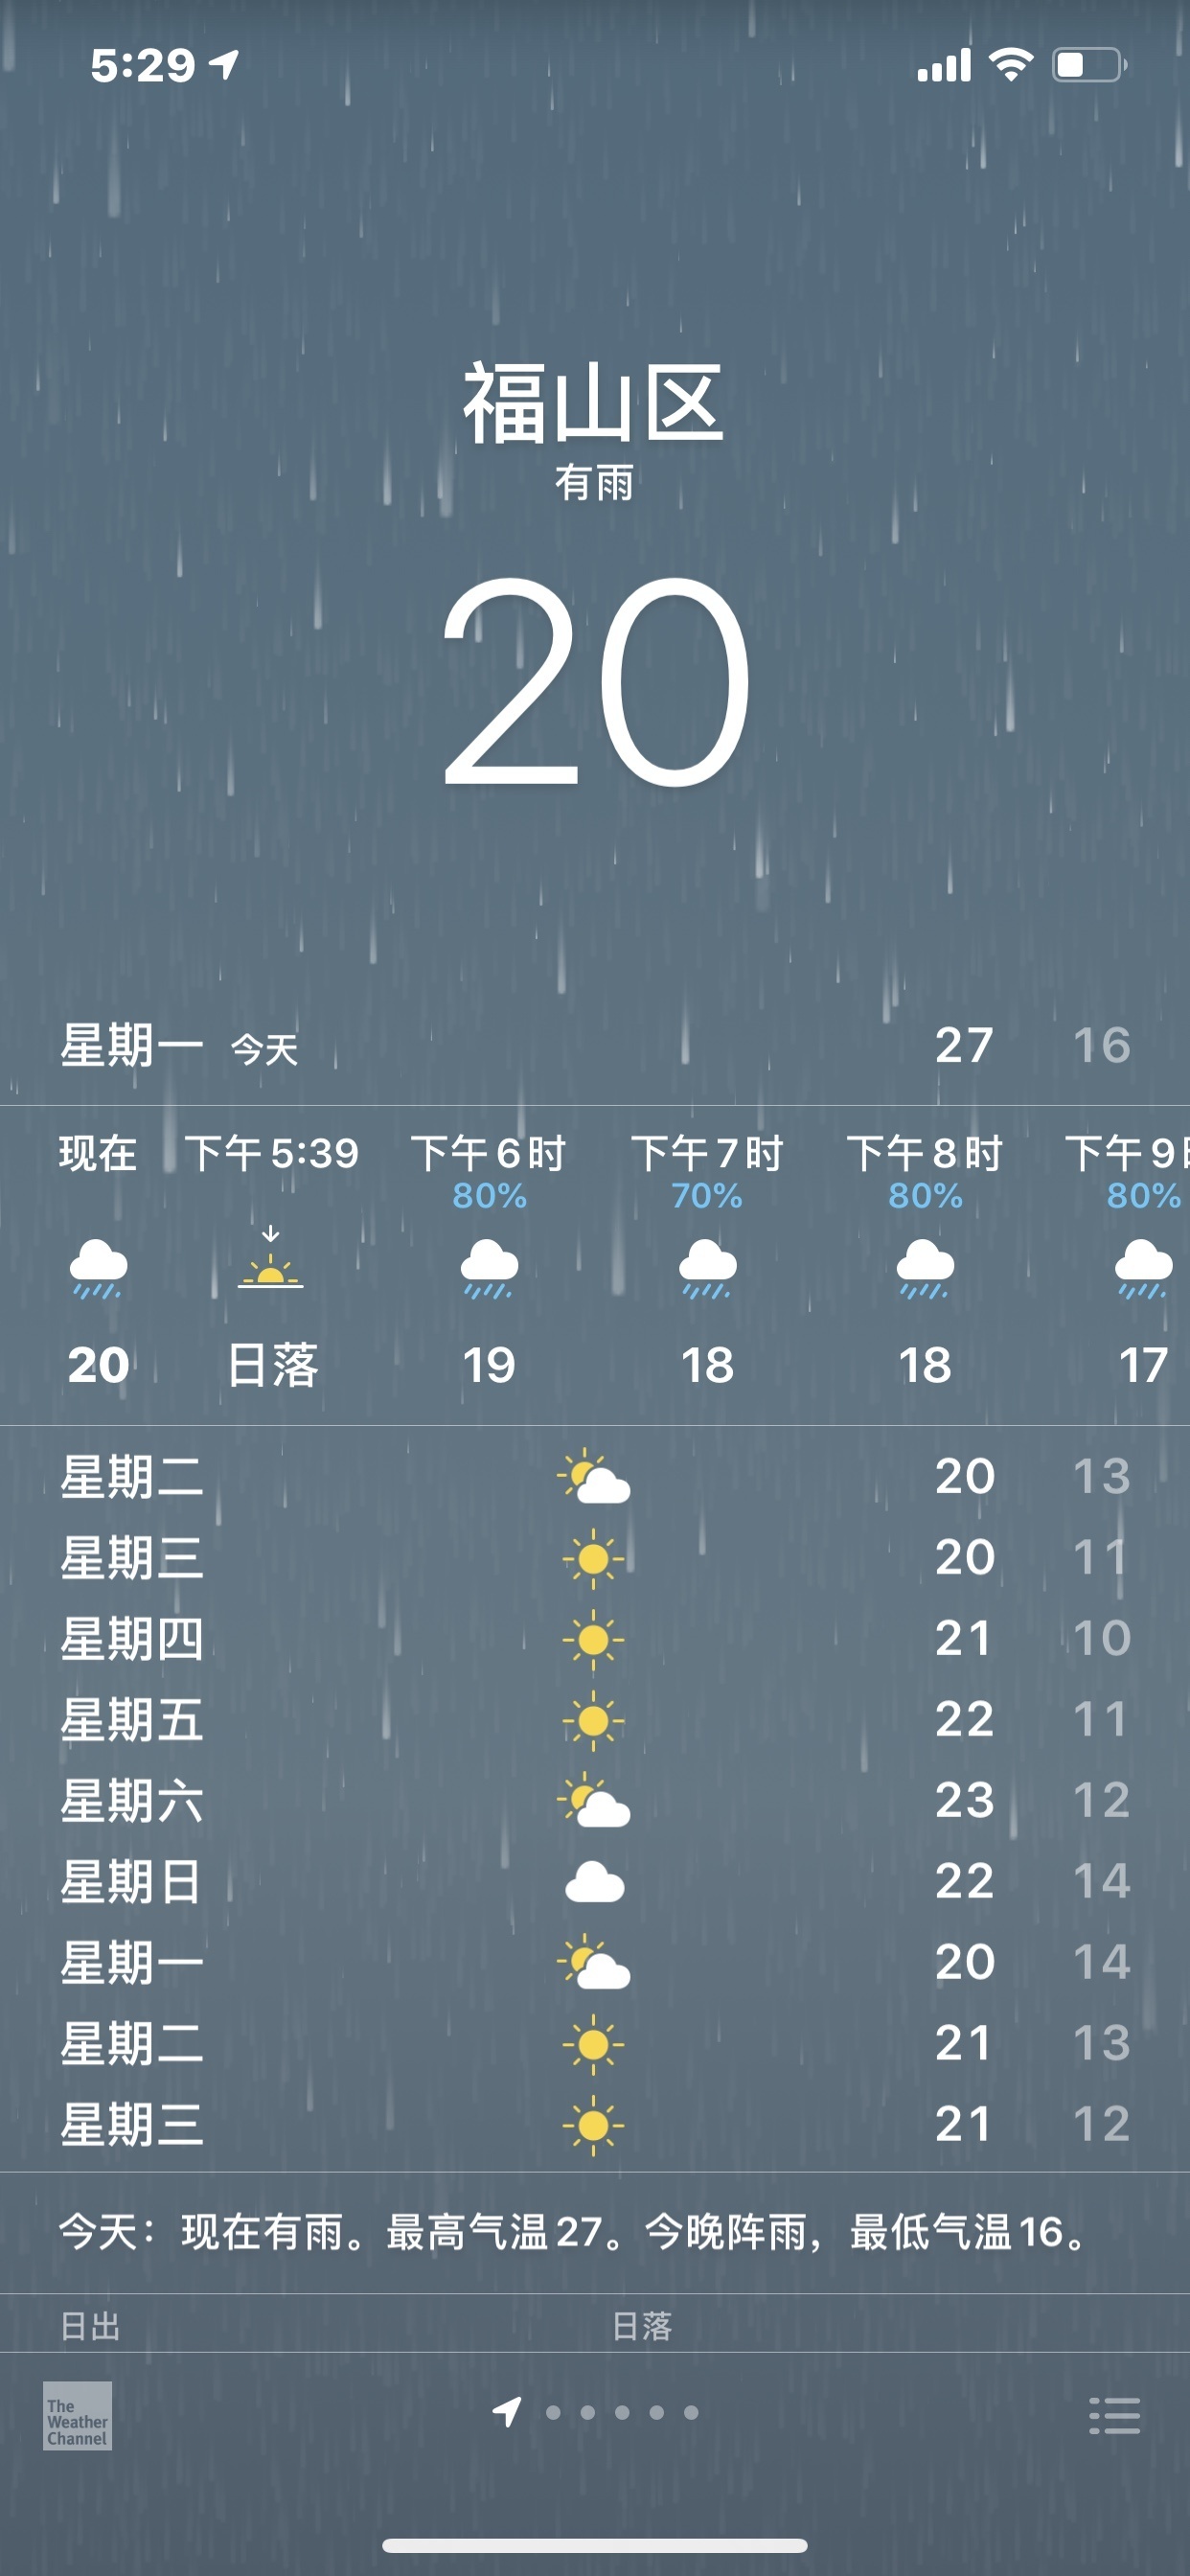 5:29
福山区
有雨
20
星期一 今天 27 16
现在 下午5:39 下午6时 下午7时 下午8时 下午9
80% 70% 80% 80%
20 日落 19 18 18 17
星期二 20 13
星期三 20 11
星期四 21 10
星期五 22 11
星期六 23 12
星期日 22 14
星期一 20 14
星期二 21 13
星期三 21 12
今天：现在有雨。最高气温27。今晚阵雨，最低气温16。
日出 日落
The
Weather
Channel